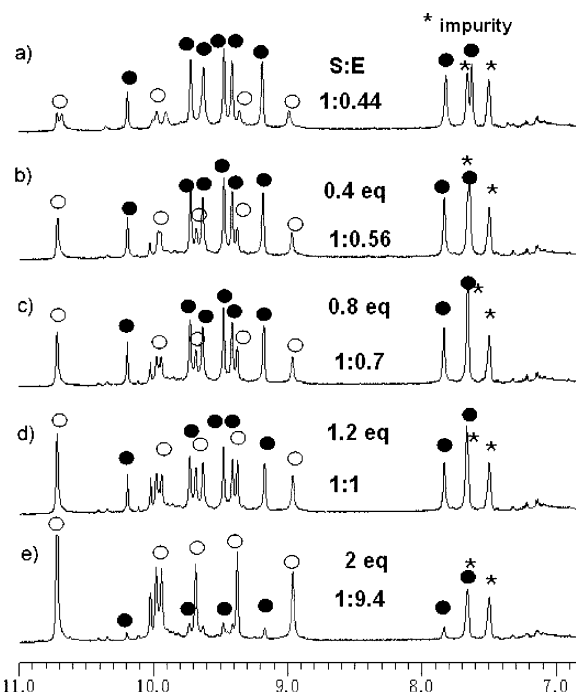 * impurity
a)
S:E
*
*
1:0.44
b)
0.4 eq
*
*
1:0.56
c)
0.8 eq
*
*
1:0.7
d)
1.2 eq
*
*
1:1
e)
2 eq
*
*
1:9.4
11.0 10.0 9.0 8.0 7.0